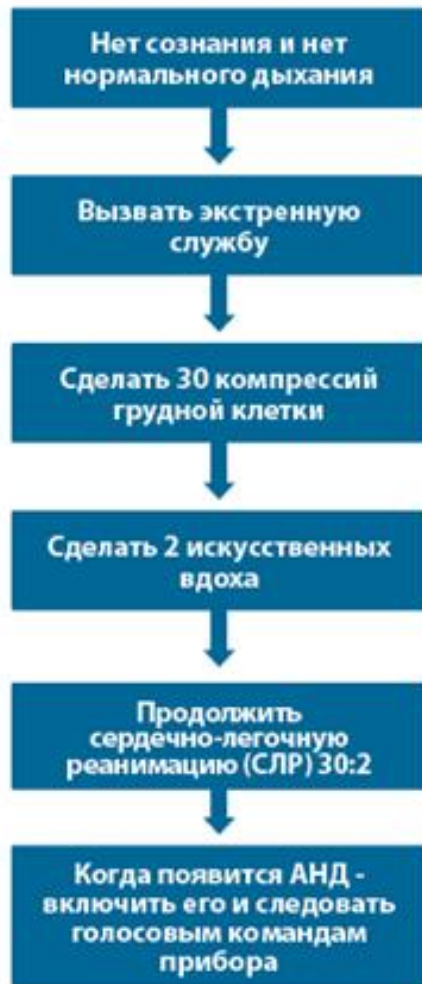 Нет сознания и нет
нормального дыхания
Вызвать экстренную
службу
Сделать 30 компрессий
грудной клетки
Сделать 2 искусственных
вдоха
Продолжить
сердечно-легочную
реанимацию (СЛР) 30:2
Когда появится АНД -
включить его и следовать
голосовым командам
прибора